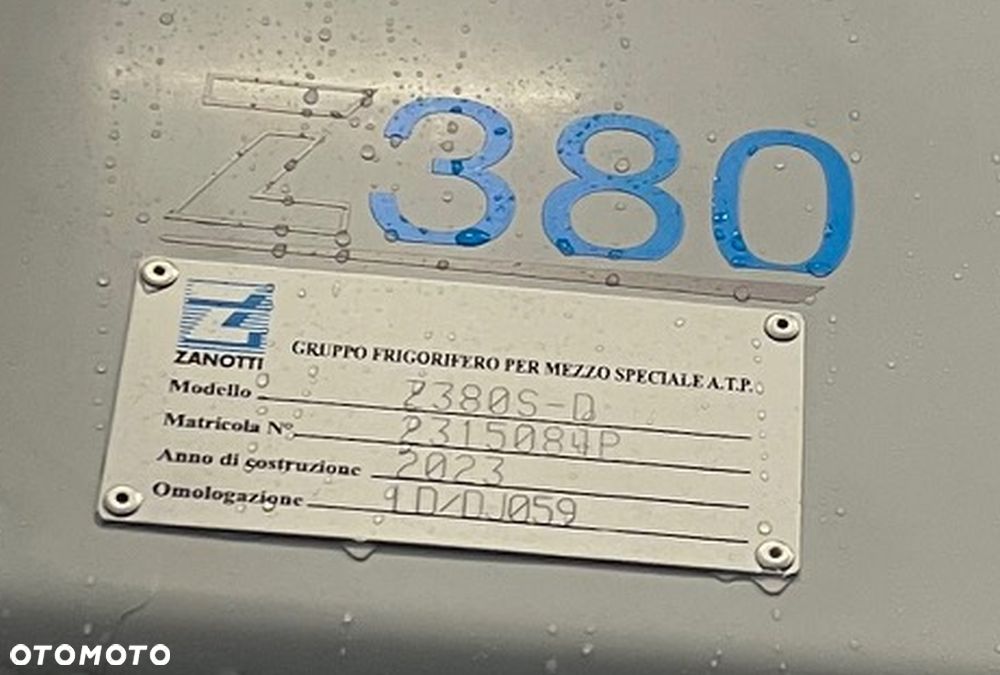 Z380
ZANOTTI
GRUPPO FRIGORIFERO PER MEZZO SPECIALE A.T.P.
Modello Z380S-D
Matricola N° 2315084P
Anno di costruzione 2023
Omologazione 1D/DJ059
OTOMOTO